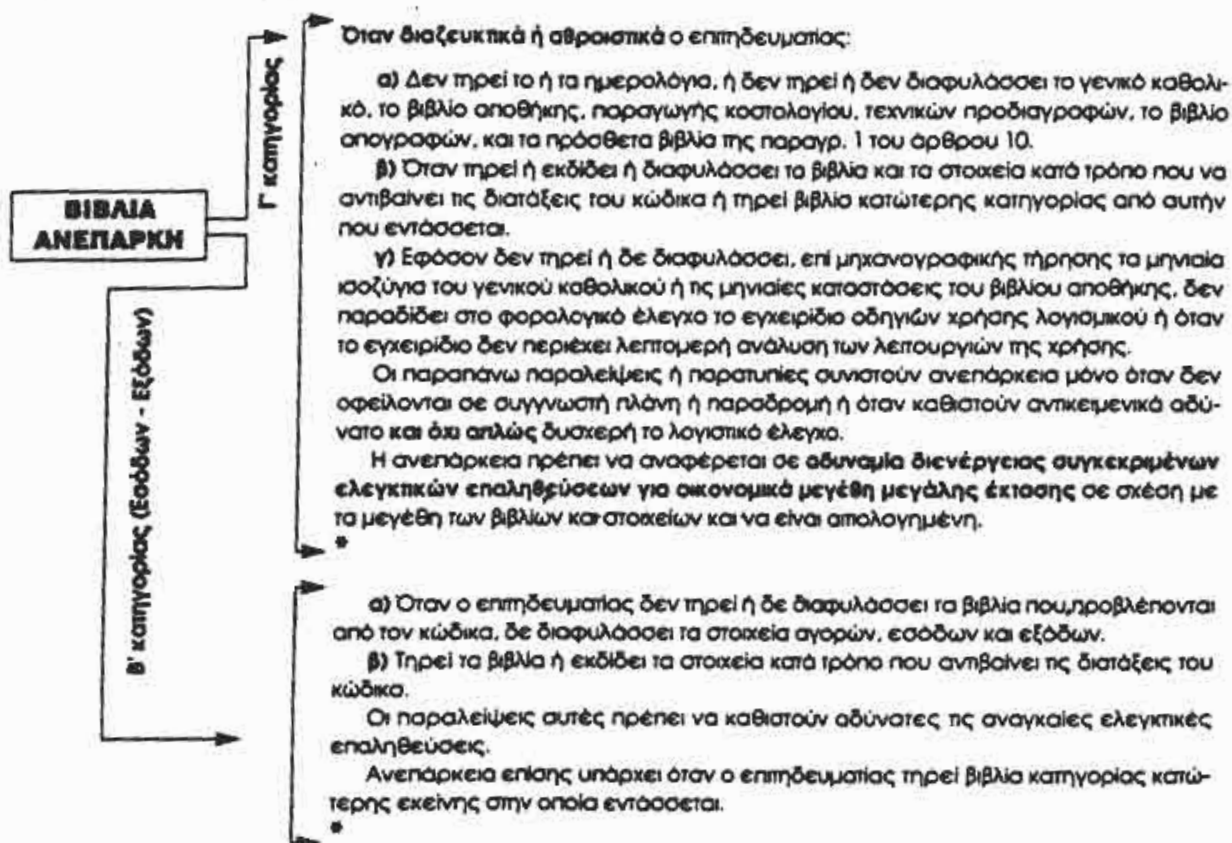 ΒΙΒΛΙΑ
ΑΝΕΠΑΡΚΗ
Γ' κατηγορίας
Όταν διαζευκτικά ή αθροιστικά ο επιτηδευματίας:
α) Δεν τηρεί το ή τα ημερολόγια, ή δεν τηρεί ή δεν διαφυλάσσει το γενικό καθολι-
κό, το βιβλίο αποθήκης, παραγωγής κοστολογίου, τεχνικών προδιαγραφών, το βιβλίο
απογραφών, και τα πρόσθετα βιβλία της παραγρ. 1 του άρθρου 10.
β) Όταν τηρεί ή εκδίδει ή διαφυλάσσει τα βιβλία και τα στοιχεία κατά τρόπο που να
αντιβαίνει τις διατάξεις του κώδικα ή τηρεί βιβλία κατώτερης κατηγορίας από αυτήν
που εντάσσεται.
γ) Εφόσον δεν τηρεί ή δε διαφυλάσσει, επί μηχανογραφικής τήρησης τα μηνιαία
ισοζύγια του γενικού καθολικού ή τις μηνιαίες καταστάσεις του βιβλίου αποθήκης, δεν
παραδίδει στο φορολογικό έλεγχο το εγχειρίδιο οδηγιών χρήσης λογισμικού ή όταν
το εγχειρίδιο δεν περιέχει λεπτομερή ανάλυση των λειτουργιών της χρήσης.
Οι παραπάνω παραλείψεις ή παρατυπίες συνιστούν ανεπάρκεια μόνο όταν δεν
οφείλονται σε συγγνωστή πλάνη ή παραδρομή ή όταν καθιστούν αντικειμενικά αδύ-
νατο και όχι απλώς δυσχερή το λογιστικό έλεγχο.
Η ανεπάρκεια πρέπει να αναφέρεται σε αδυναμία διενέργειας συγκεκριμένων
ελεγκτικών επαληθεύσεων για οικονομικά μεγέθη μεγάλης έκτασης σε σχέση με
τα μεγέθη των βιβλίων και στοιχείων και να είναι αιτιολογημένη.
*
Β' κατηγορίας (Εσόδων - Εξόδων)
α) Όταν ο επιτηδευματίας δεν τηρεί ή δε διαφυλάσσει τα βιβλία που προβλέπονται
από τον κώδικα, δε διαφυλάσσει τα στοιχεία αγορών, εσόδων και εξόδων.
β) Τηρεί τα βιβλία ή εκδίδει τα στοιχεία κατά τρόπο που αντιβαίνει τις διατάξεις του
κώδικα.
Οι παραλείψεις αυτές πρέπει να καθιστούν αδύνατες τις αναγκαίες ελεγκτικές
επαληθεύσεις.
Ανεπάρκεια επίσης υπάρχει όταν ο επιτηδευματίας τηρεί βιβλία κατηγορίας κατώ-
τερης εκείνης στην οποία εντάσσεται.
*